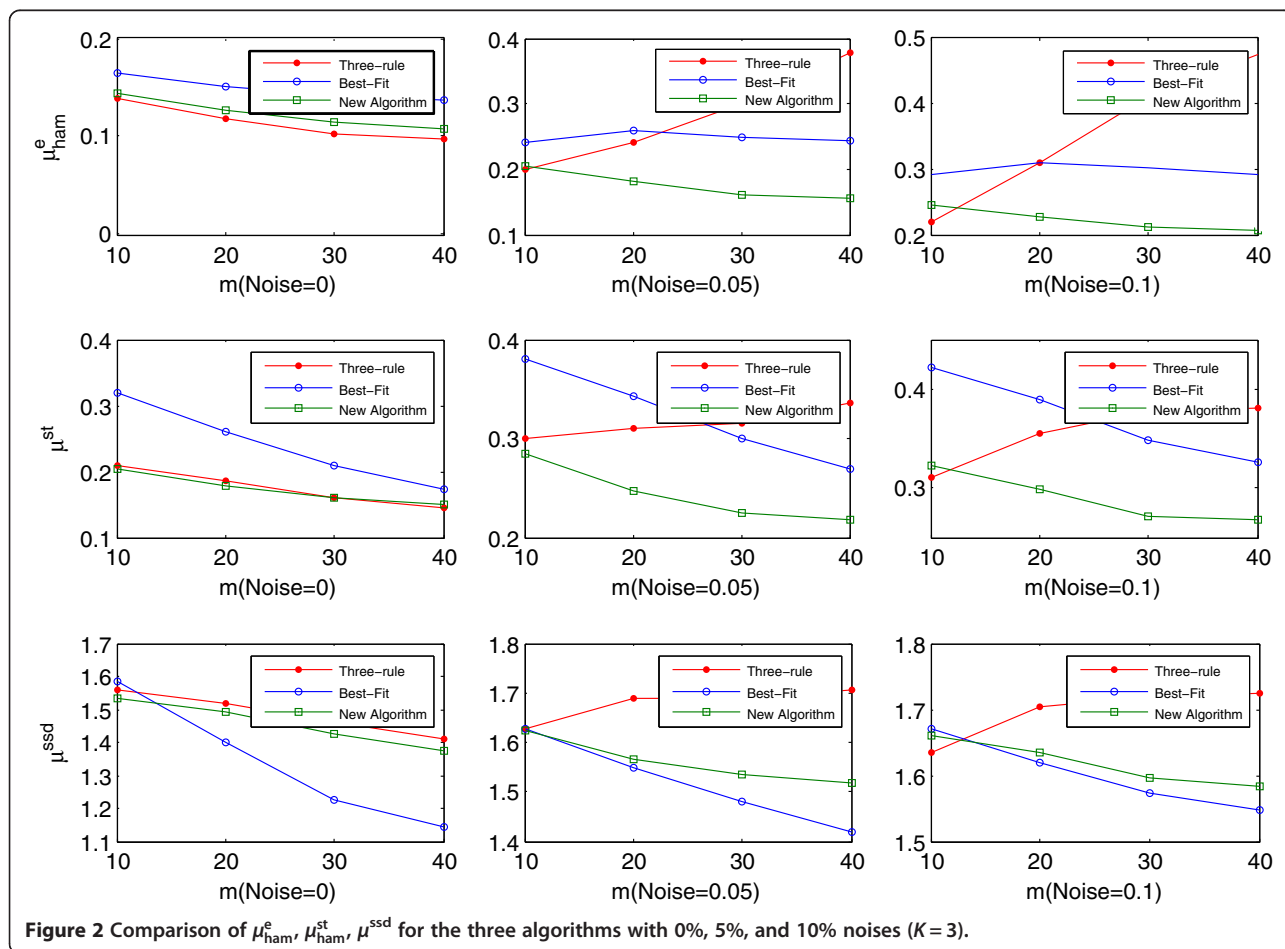 0.2
0.1
0
μ^e_ham
10 20 30 40
m(Noise=0)
Three−rule
Best−Fit
New Algorithm
0.4
0.3
0.2
0.1
10 20 30 40
m(Noise=0.05)
Three−rule
Best−Fit
New Algorithm
0.5
0.4
0.3
0.2
10 20 30 40
m(Noise=0.1)
Three−rule
Best−Fit
New Algorithm
0.4
0.3
0.2
0.1
μ^st
10 20 30 40
m(Noise=0)
Three−rule
Best−Fit
New Algorithm
0.4
0.3
0.2
10 20 30 40
m(Noise=0.05)
Three−rule
Best−Fit
New Algorithm
0.4
0.3
10 20 30 40
m(Noise=0.1)
Three−rule
Best−Fit
New Algorithm
1.7
1.6
1.5
1.4
1.3
1.2
1.1
μ^ssd
10 20 30 40
m(Noise=0)
Three−rule
Best−Fit
New Algorithm
1.8
1.7
1.6
1.5
1.4
10 20 30 40
m(Noise=0.05)
Three−rule
Best−Fit
New Algorithm
1.8
1.7
1.6
1.5
10 20 30 40
m(Noise=0.1)
Three−rule
Best−Fit
New Algorithm
Figure 2 Comparison of μ^e_ham, μ^st_ham, μ^ssd for the three algorithms with 0%, 5%, and 10% noises (K = 3).